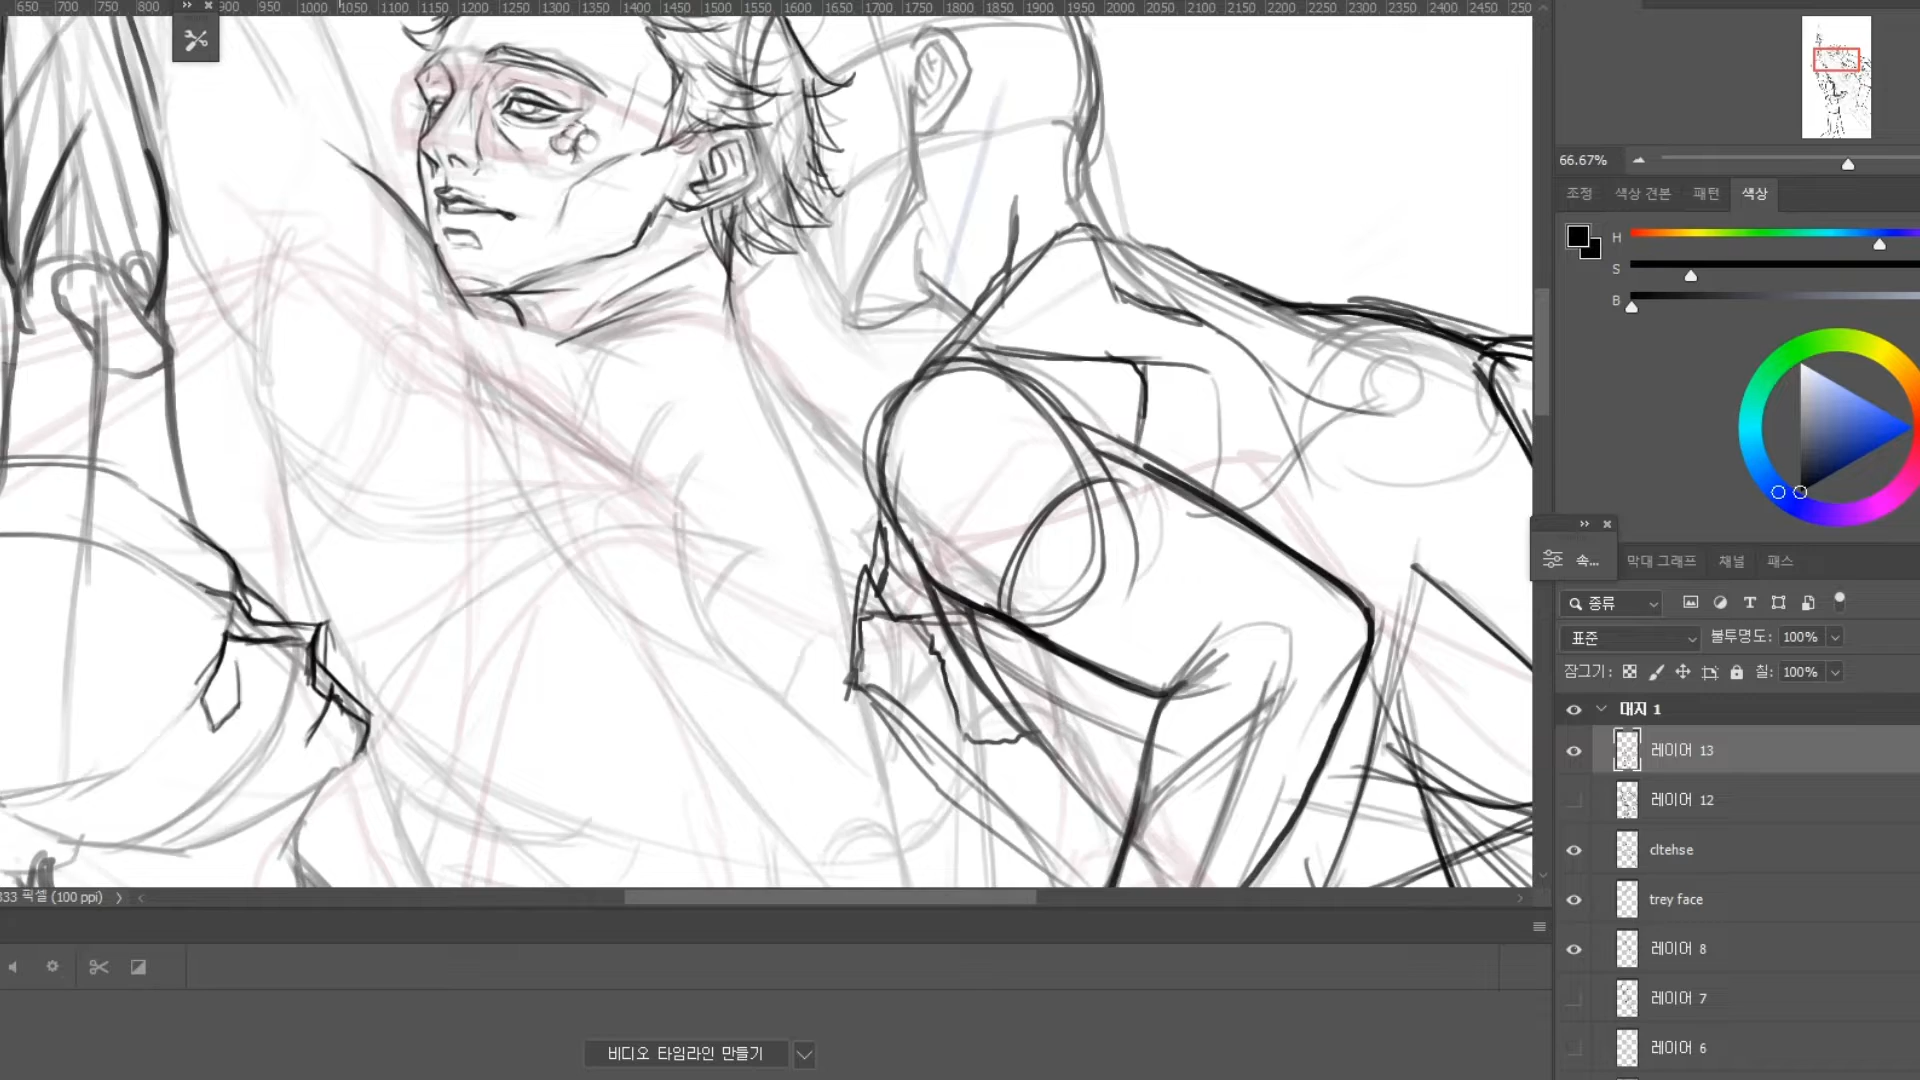 650 700 750 800 900 950 1000 1050 1100 1150 1200 1250 1300 1350 1400 1450 1500 1550 1600 1650 1700 1750 1800 1850 1900 1950 2000 2050 2100 2150 2200 2250 2300 2350 2400 2450 250
66.67%
조정 색상 견본 패턴 색상
H
S
B
속... 막대 그래프 채널 패스
종류 T
표준 불투명도: 100%
잠그기: 칠: 100%
대지 1
레이어 13
레이어 12
cltehse
trey face
레이어 8
레이어 7
레이어 6
333 픽셀 (100 ppi)
비디오 타임라인 만들기